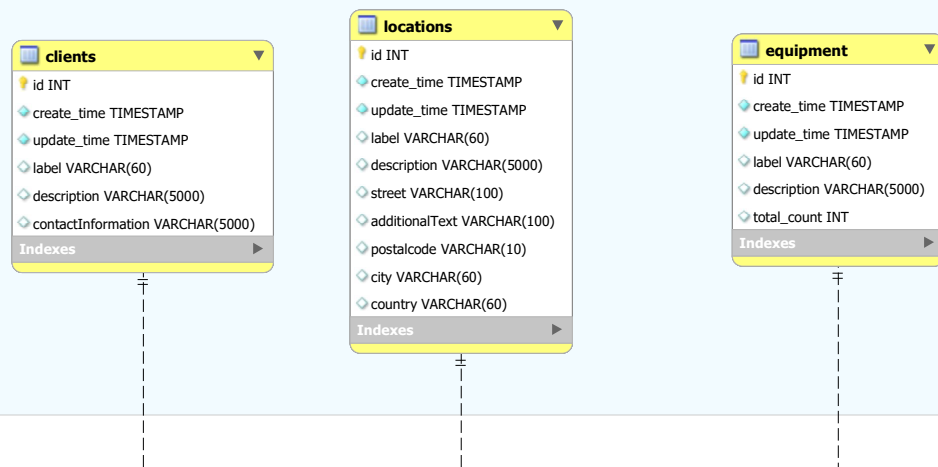 clients
id INT
create_time TIMESTAMP
update_time TIMESTAMP
label VARCHAR(60)
description VARCHAR(5000)
contactInformation VARCHAR(5000)
Indexes
locations
id INT
create_time TIMESTAMP
update_time TIMESTAMP
label VARCHAR(60)
description VARCHAR(5000)
street VARCHAR(100)
additionalText VARCHAR(100)
postalcode VARCHAR(10)
city VARCHAR(60)
country VARCHAR(60)
Indexes
equipment
id INT
create_time TIMESTAMP
update_time TIMESTAMP
label VARCHAR(60)
description VARCHAR(5000)
total_count INT
Indexes